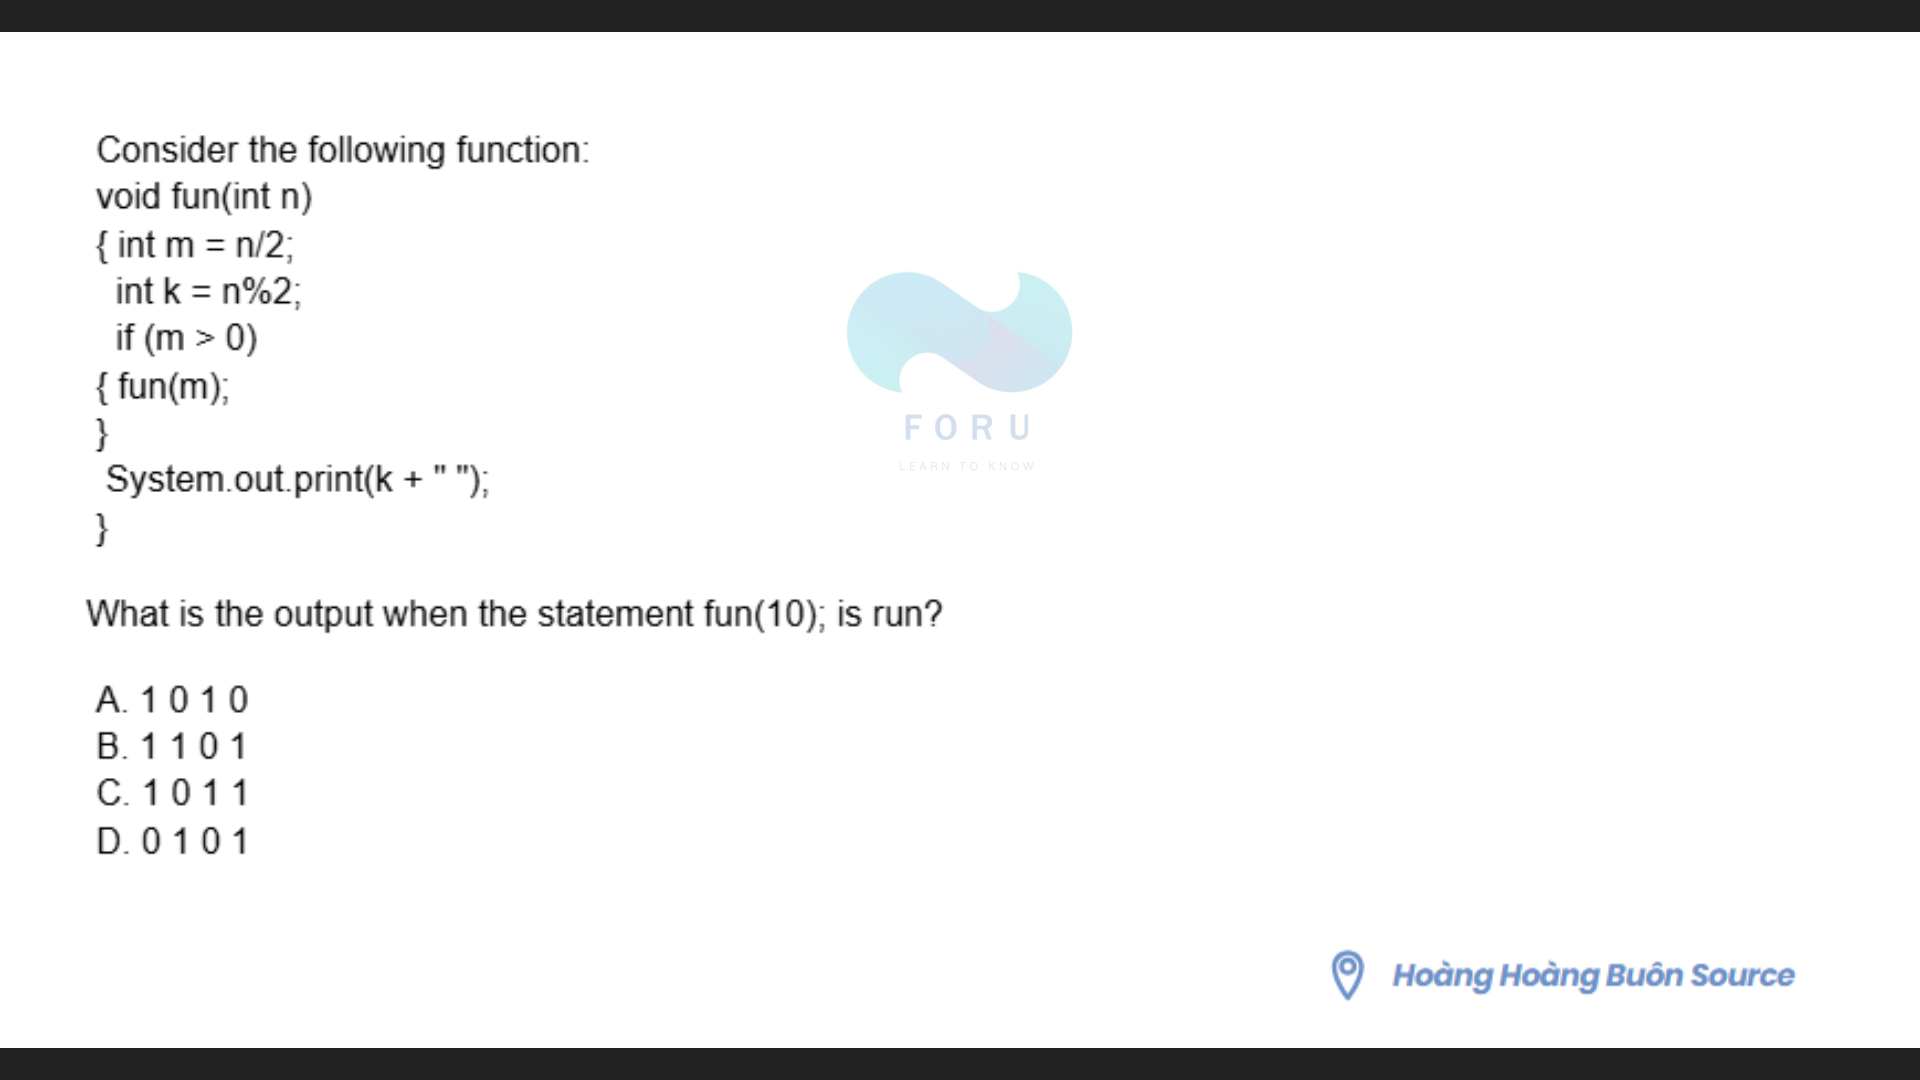 Consider the following function:
void fun(int n)
{ int m = n/2;
int k = n%2;
if (m > 0)
{ fun(m);
}
System.out.print(k + " ");
}
What is the output when the statement fun(10); is run?
A. 1 0 1 0
B. 1 1 0 1
C. 1 0 1 1
D. 0 1 0 1
FORU
LEARN TO KNOW
Hoàng Hoàng Buôn Source